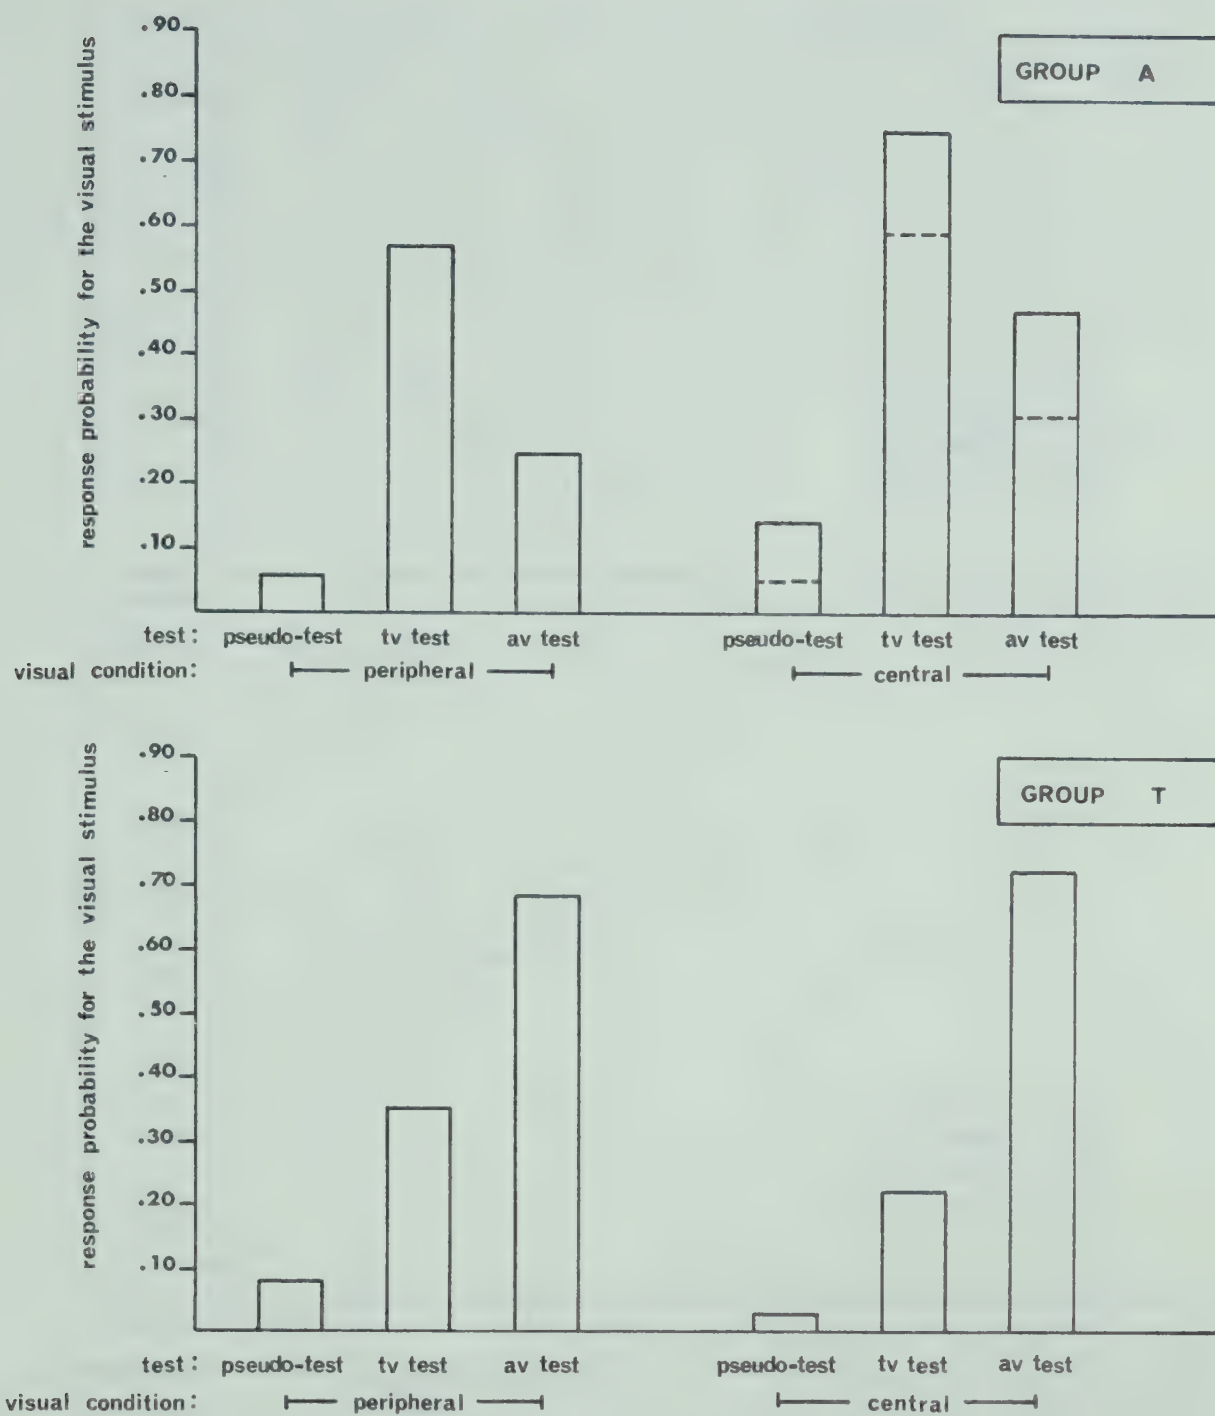 GROUP A
response probability for the visual stimulus
.90
.80
.70
.60
.50
.40
.30
.20
.10
test: pseudo-test tv test av test pseudo-test tv test av test
visual condition: peripheral central
GROUP T
response probability for the visual stimulus
.90
.80
.70
.60
.50
.40
.30
.20
.10
test: pseudo-test tv test av test pseudo-test tv test av test
visual condition: peripheral central